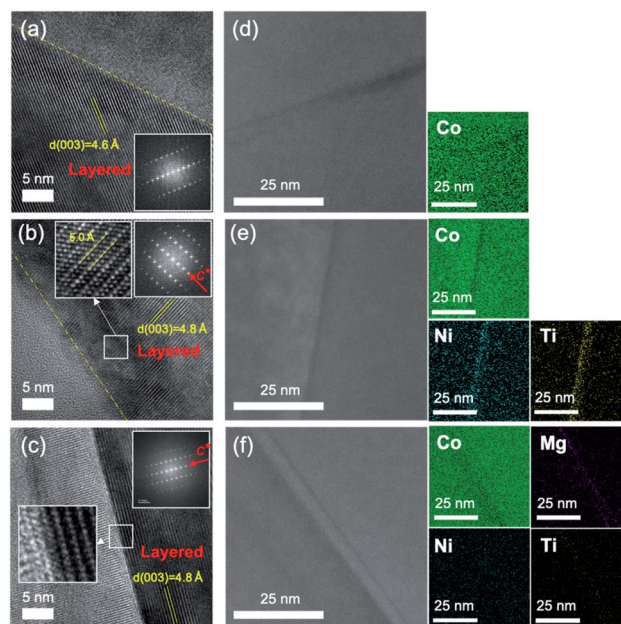 (a)
d(003)=4.6 Å
Layered
5 nm
(d)
25 nm
Co
25 nm
(b)
5.0 Å
C*
d(003)=4.8 Å
Layered
5 nm
(e)
25 nm
Co
25 nm
Ni
25 nm
Ti
25 nm
(c)
C*
Layered
d(003)=4.8 Å
5 nm
(f)
25 nm
Co
25 nm
Mg
25 nm
Ni
25 nm
Ti
25 nm